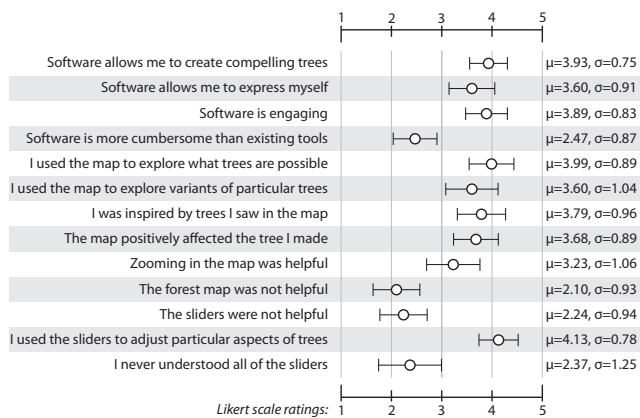 1 2 3 4 5
Software allows me to create compelling trees μ=3.93, σ=0.75
Software allows me to express myself μ=3.60, σ=0.91
Software is engaging μ=3.89, σ=0.83
Software is more cumbersome than existing tools μ=2.47, σ=0.87
I used the map to explore what trees are possible μ=3.99, σ=0.89
I used the map to explore variants of particular trees μ=3.60, σ=1.04
I was inspired by trees I saw in the map μ=3.79, σ=0.96
The map positively affected the tree I made μ=3.68, σ=0.89
Zooming in the map was helpful μ=3.23, σ=1.06
The forest map was not helpful μ=2.10, σ=0.93
The sliders were not helpful μ=2.24, σ=0.94
I used the sliders to adjust particular aspects of trees μ=4.13, σ=0.78
I never understood all of the sliders μ=2.37, σ=1.25
Likert scale ratings: 1 2 3 4 5